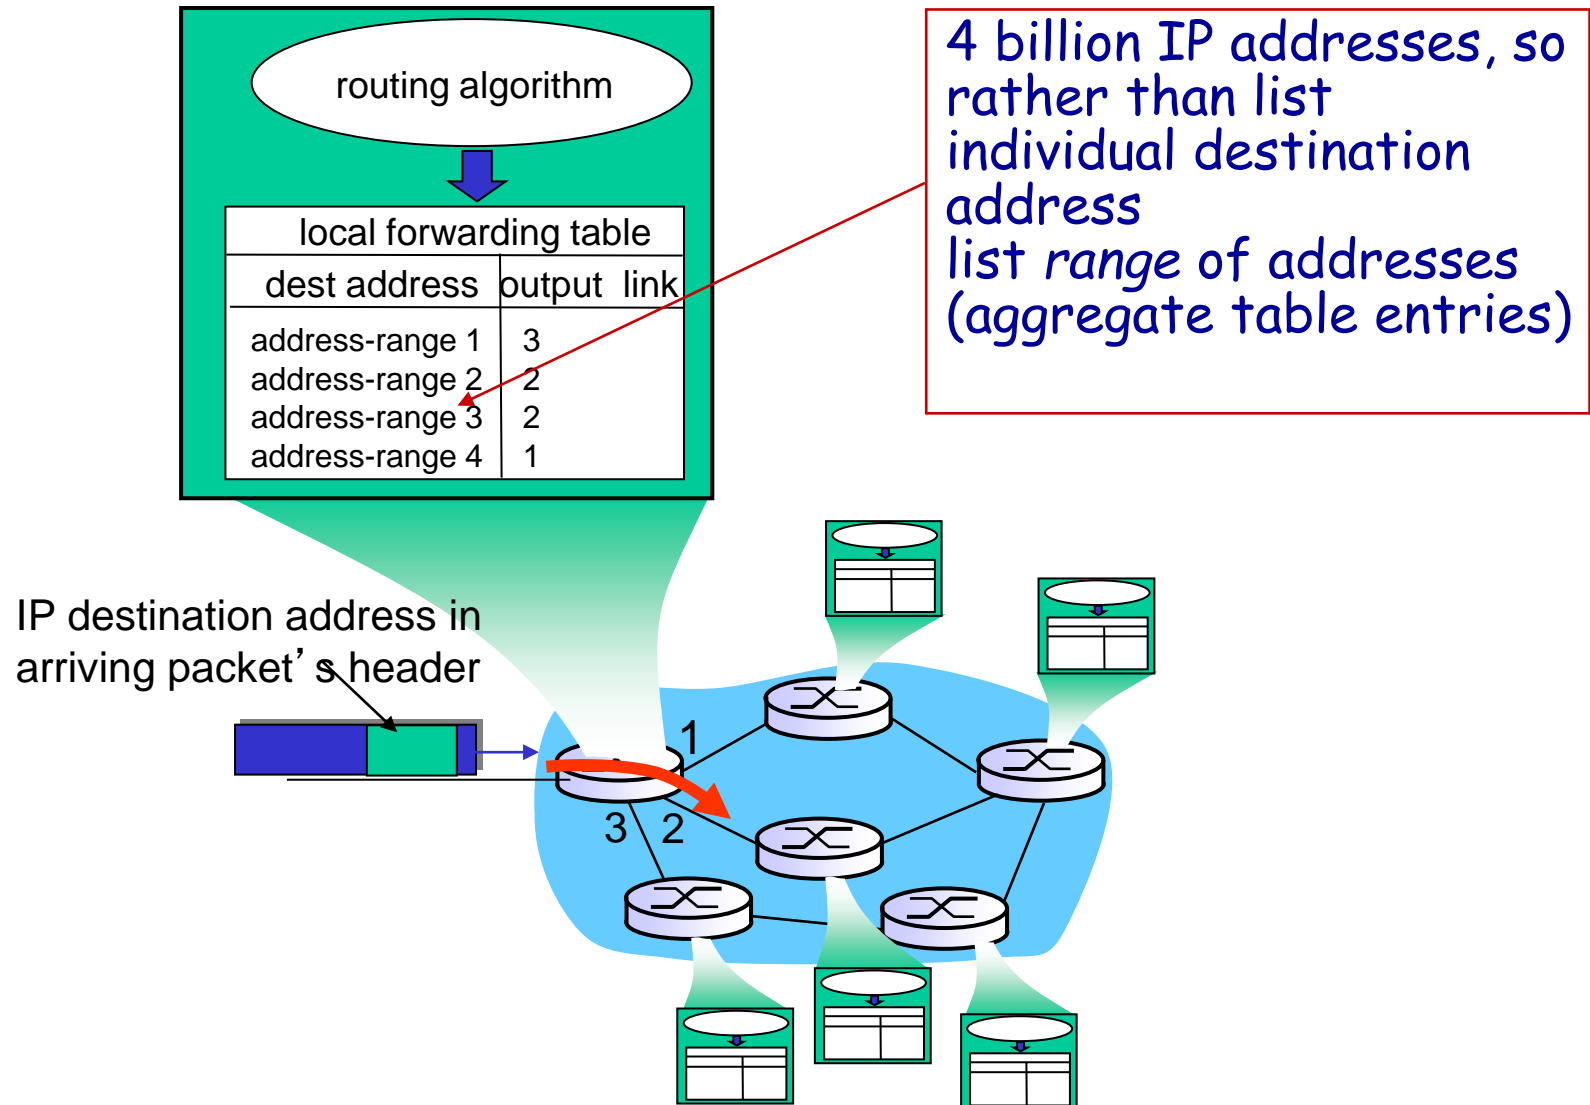 routing algorithm
local forwarding table
dest address output link
address-range 1 3
address-range 2 2
address-range 3 2
address-range 4 1
4 billion IP addresses, so
rather than list
individual destination
address
list range of addresses
(aggregate table entries)
IP destination address in
arriving packet’s header
1
3 2